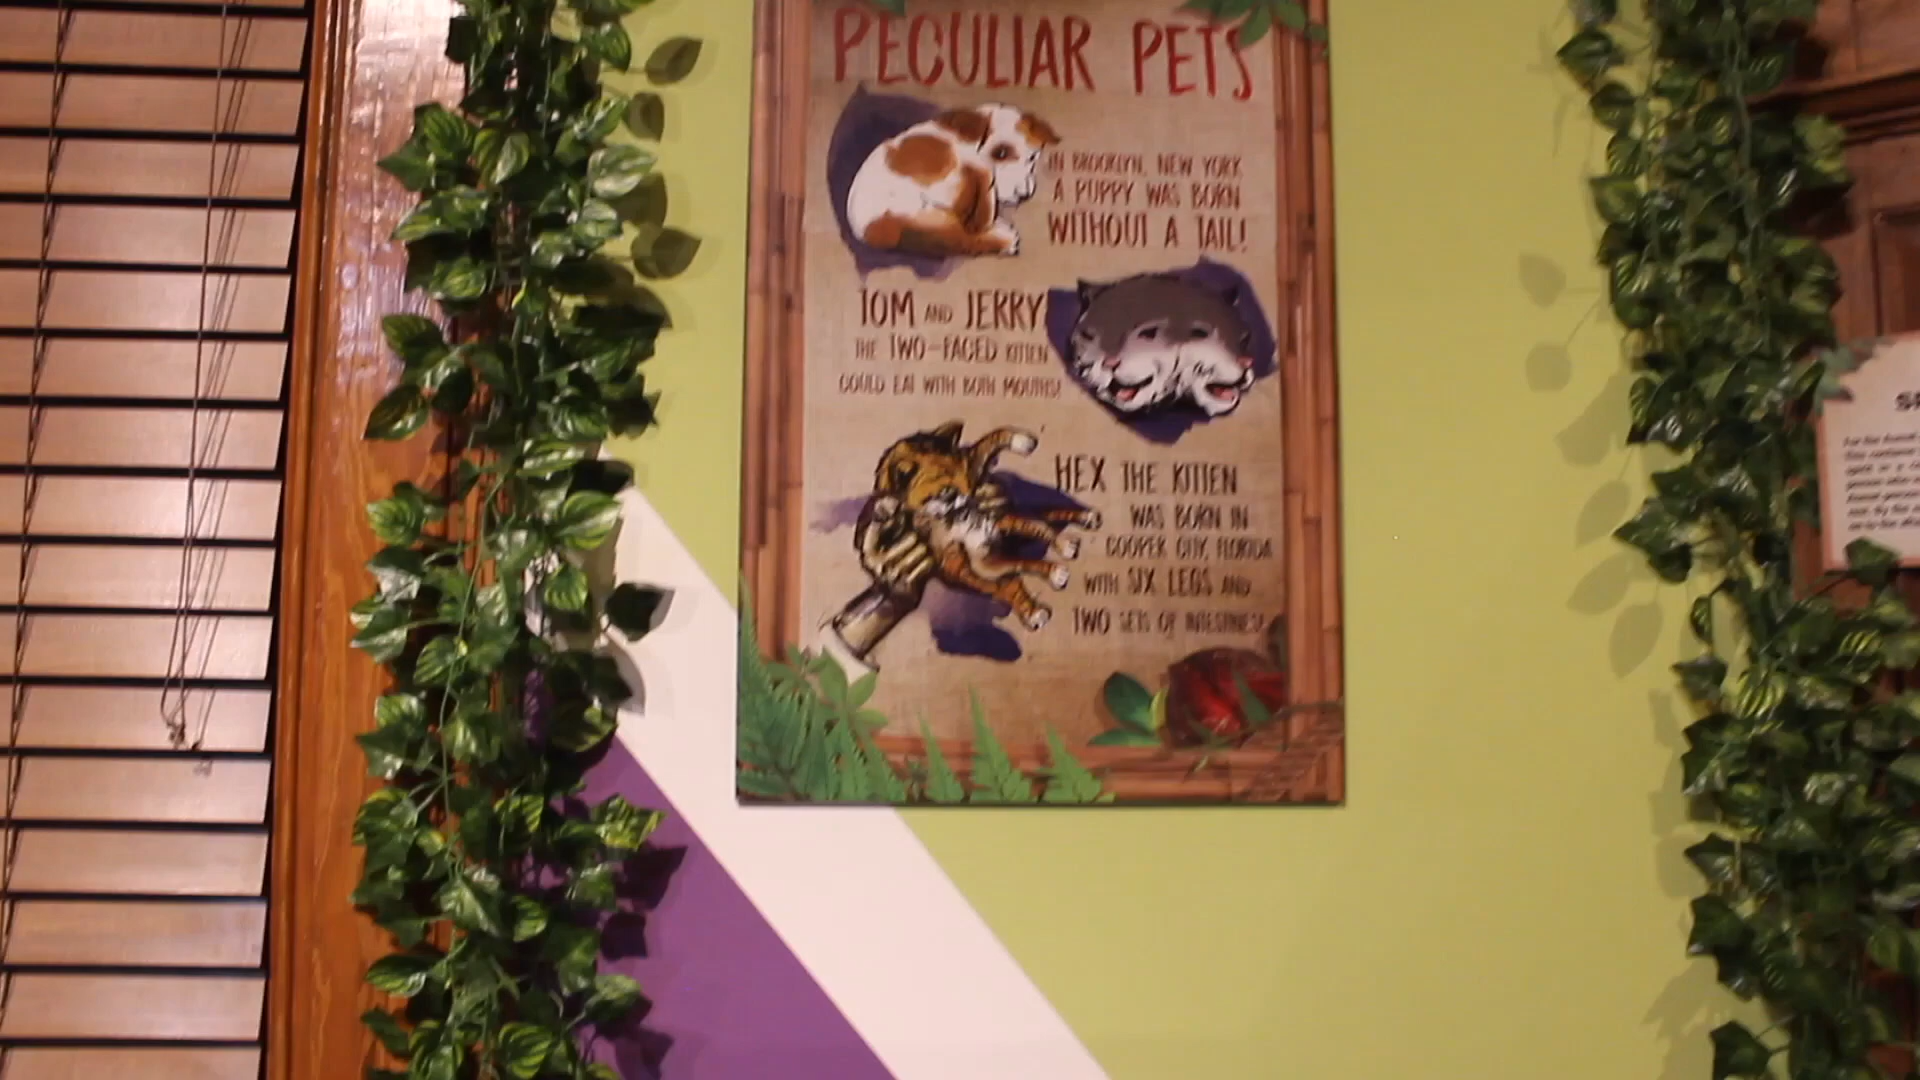 PECULIAR PETS
IN BROOKLYN, NEW YORK
A PUPPY WAS BORN
WITHOUT A TAIL!
TOM AND JERRY
THE TWO-FACED KITTEN
COULD EAT WITH BOTH MOUTHS!
HEX THE KITTEN
WAS BORN IN
COOPER CITY, FLORIDA
WITH SIX LEGS AND
TWO SETS OF INTESTINES!